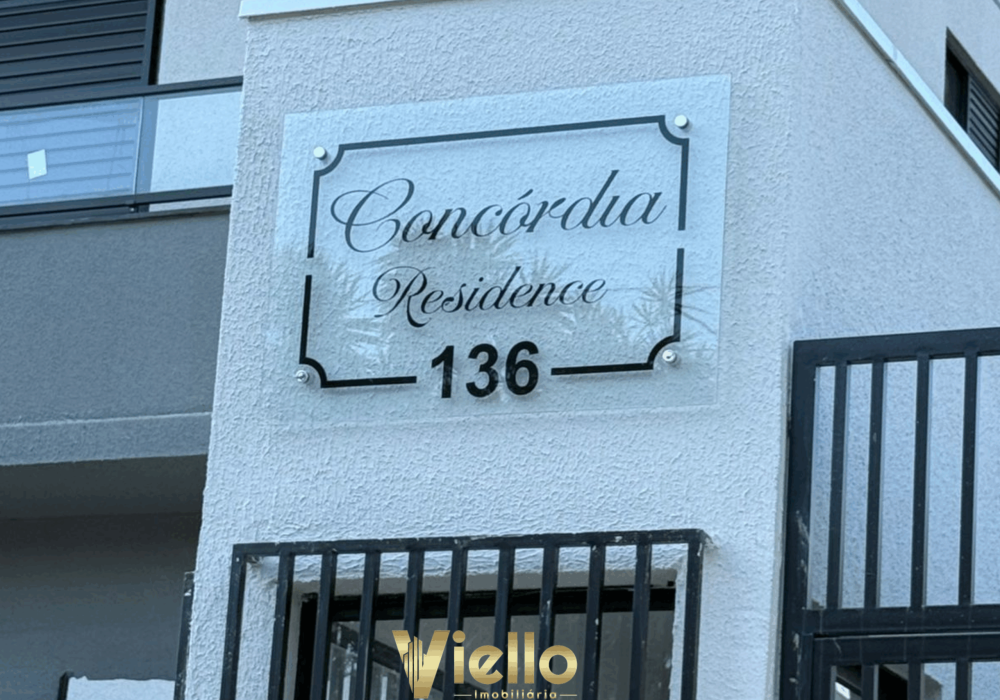 Concórdia
Residence
136
Viello
Imobiliária